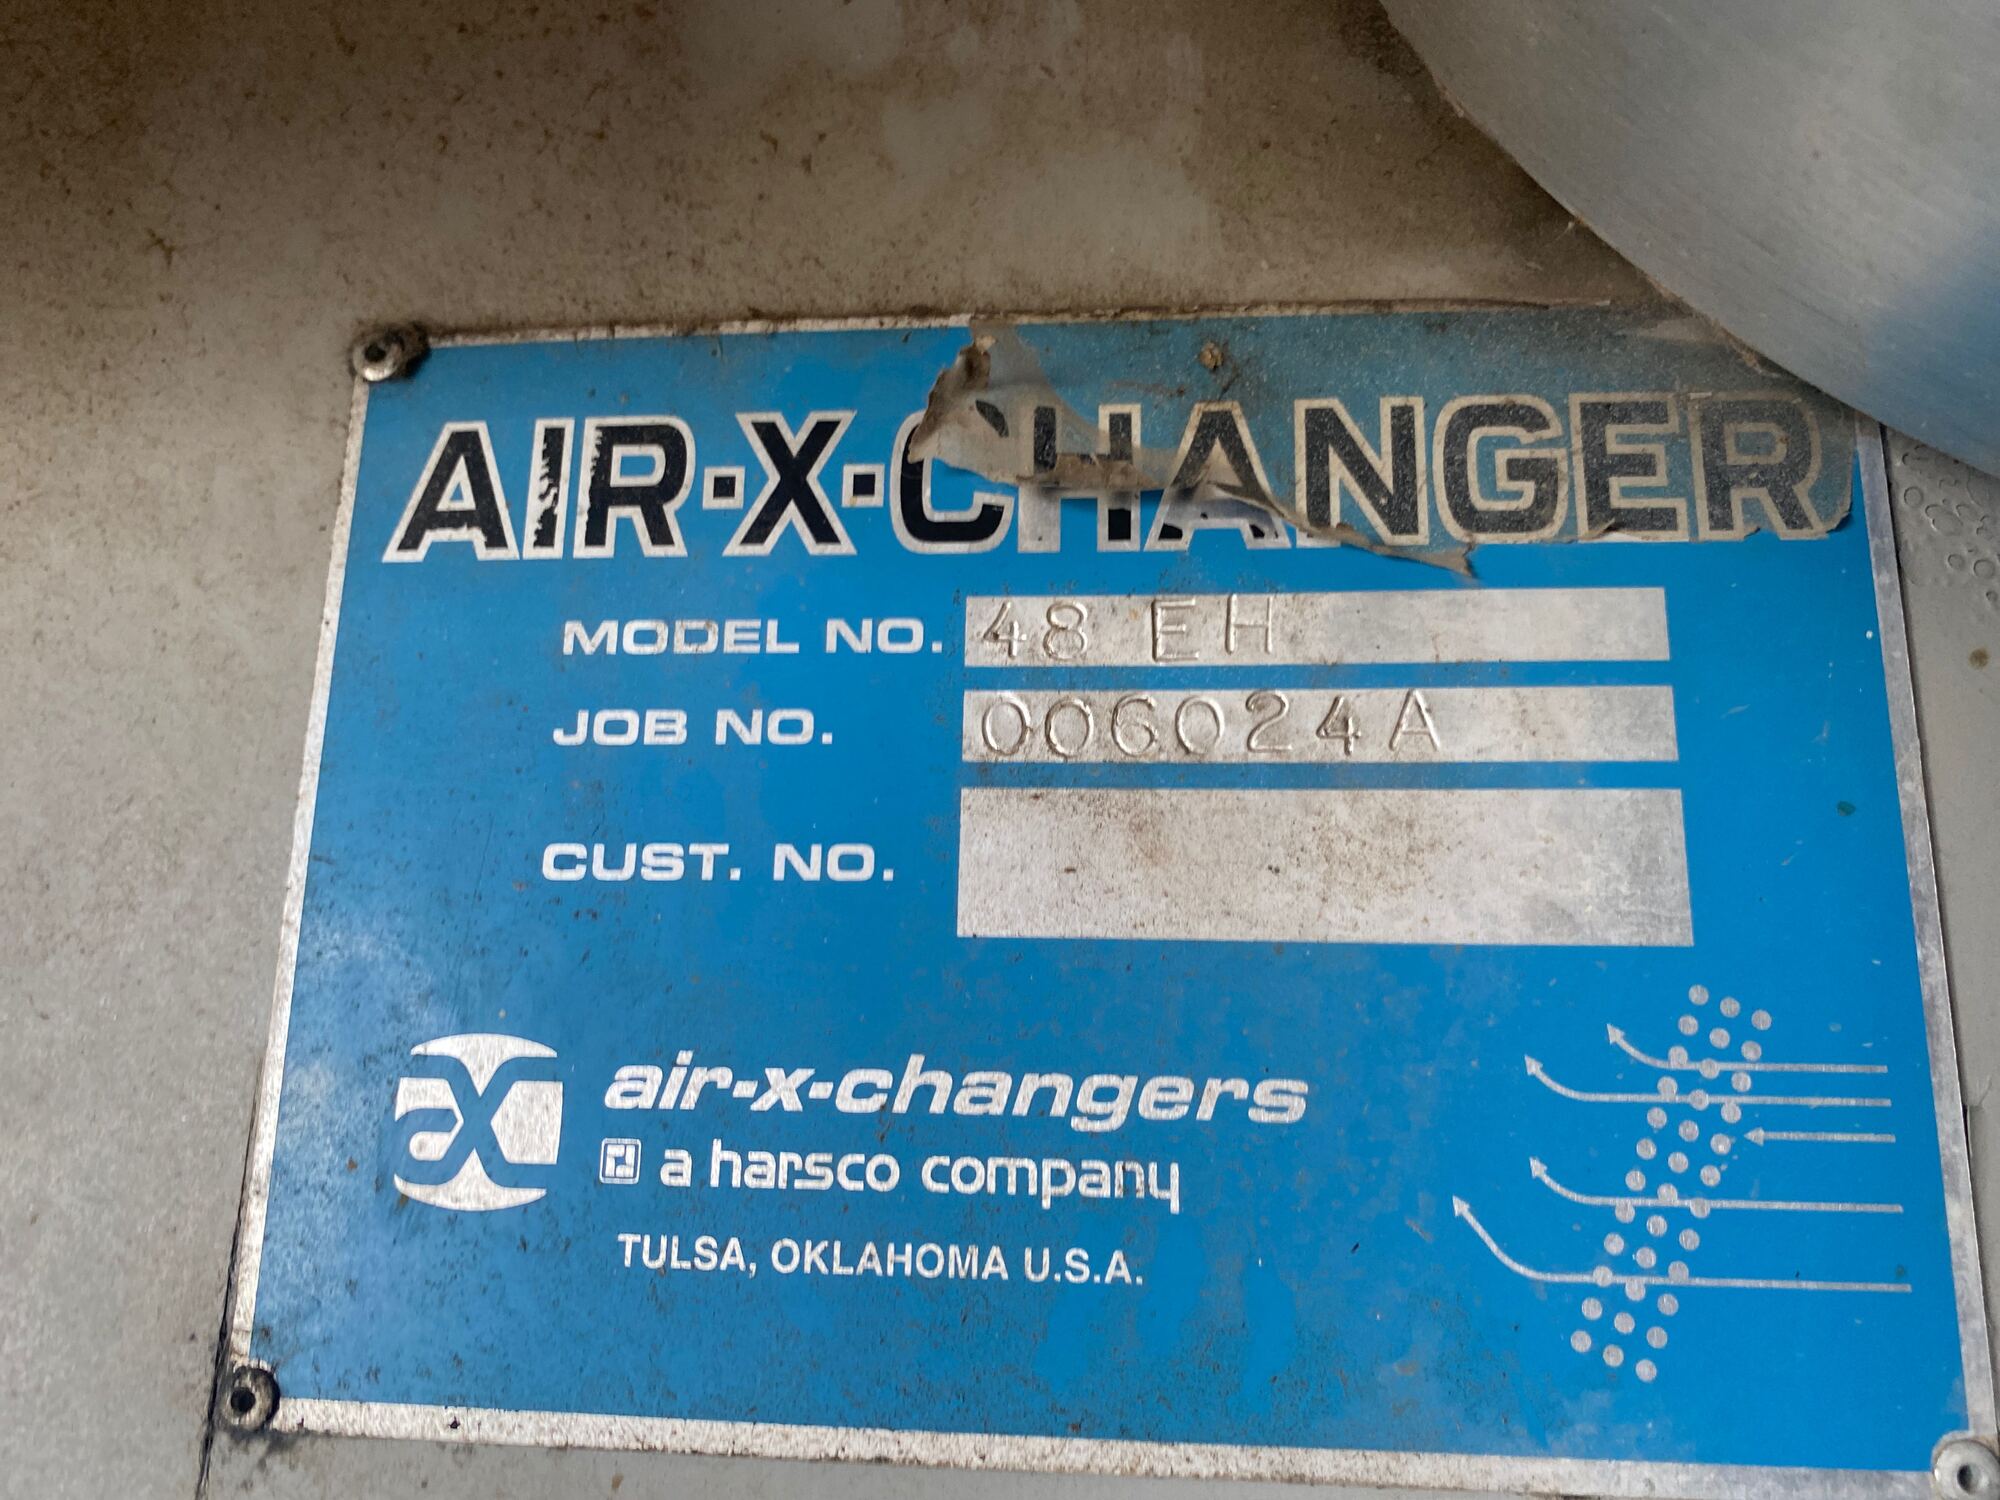 AIR-X-CHANGER
MODEL NO. 48 EH
JOB NO. 006024A
CUST. NO.
air-x-changers
a harsco company
TULSA, OKLAHOMA U.S.A.